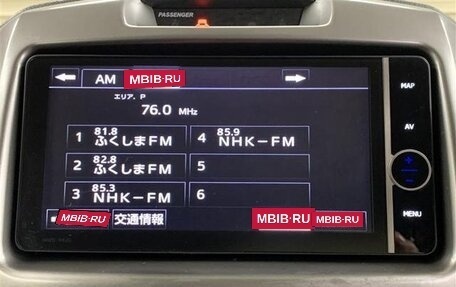 PASSENGER
AM MBIB·RU
エリア. P
76.0 MHz
1 81.8 ふくしまFM 4 85.9 NHK-FM
2 82.8 ふくしまFM 5
3 85.3 NHK-FM 6
MBIB·RU 交通情報 MBIB·RU MBIB·RU
MAP
AV
+
-
MENU